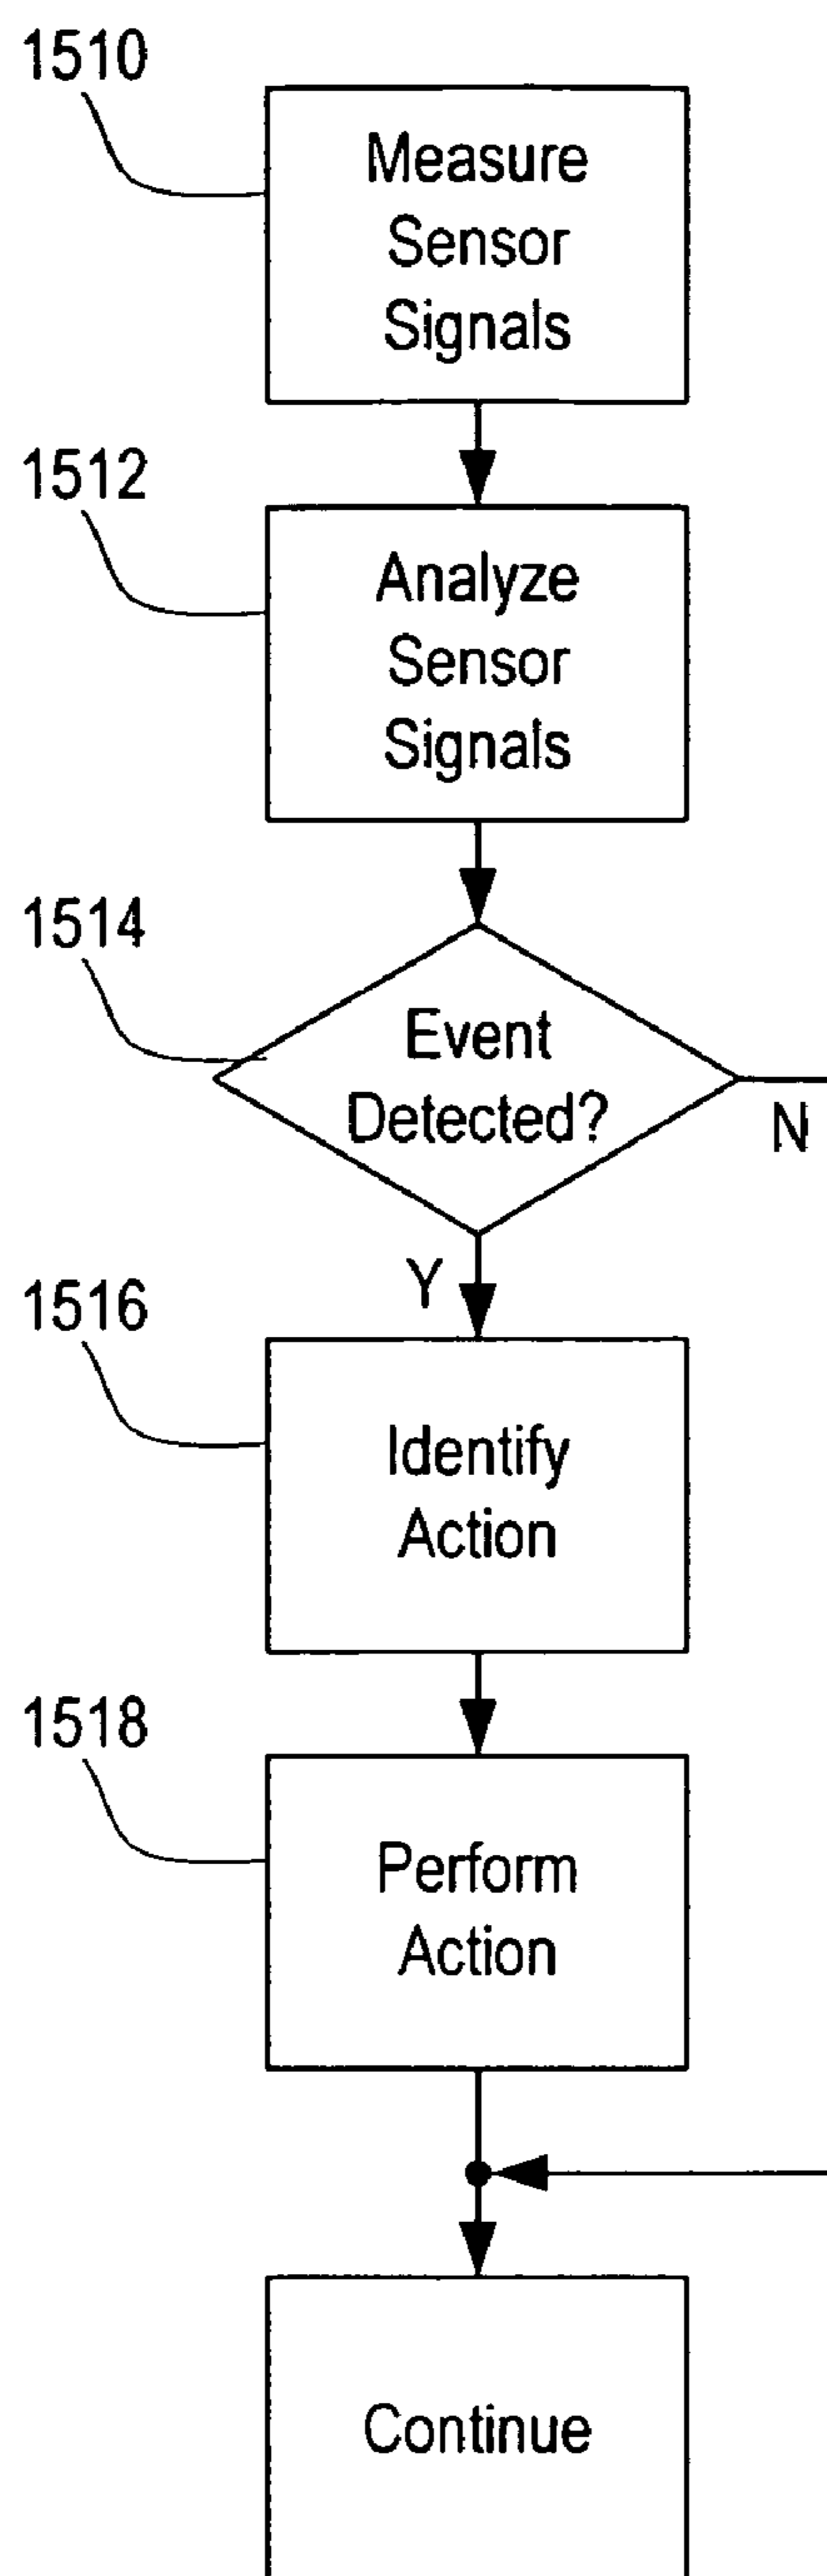 1510
Measure
Sensor
Signals
1512
Analyze
Sensor
Signals
1514
Event
Detected?
N
Y
1516
Identify
Action
1518
Perform
Action
Continue